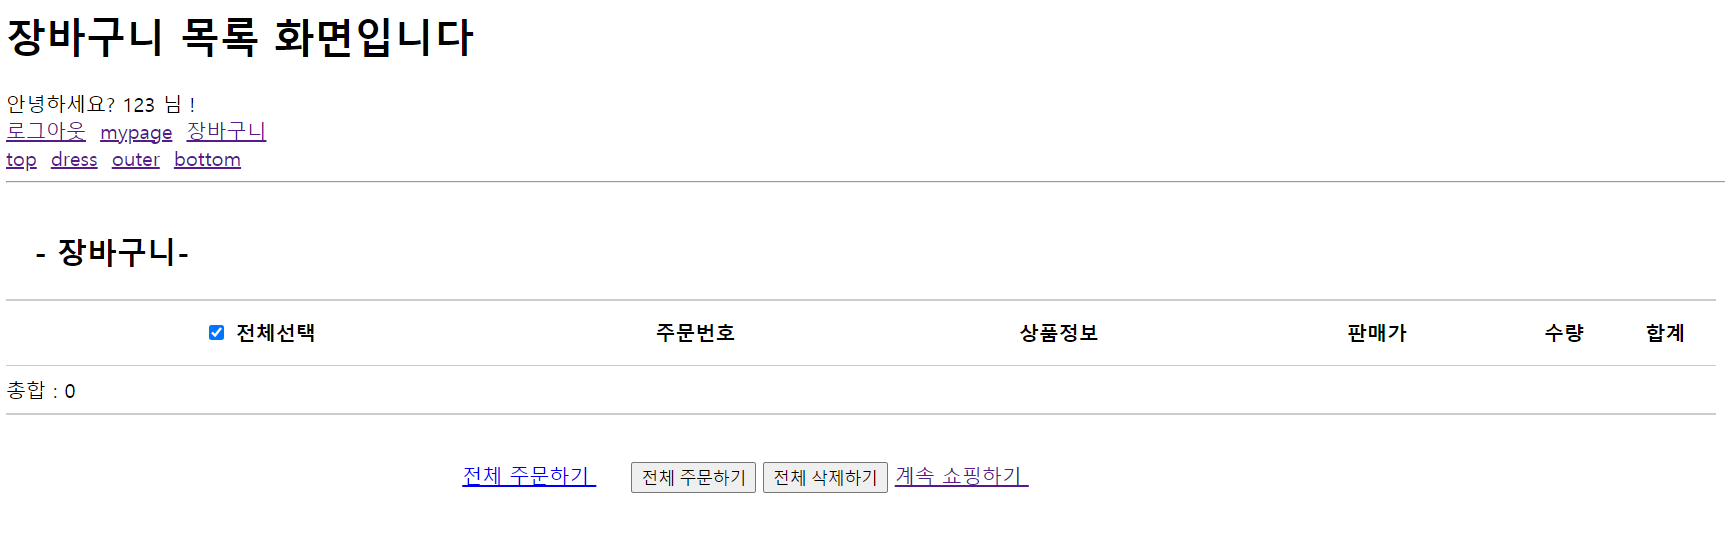 장바구니 목록 화면입니다
안녕하세요? 123 님 !
로그아웃 mypage 장바구니
top dress outer bottom
- 장바구니-
전체선택 주문번호 상품정보 판매가 수량 합계
총합 : 0
전체 주문하기 전체 주문하기 전체 삭제하기 계속 쇼핑하기